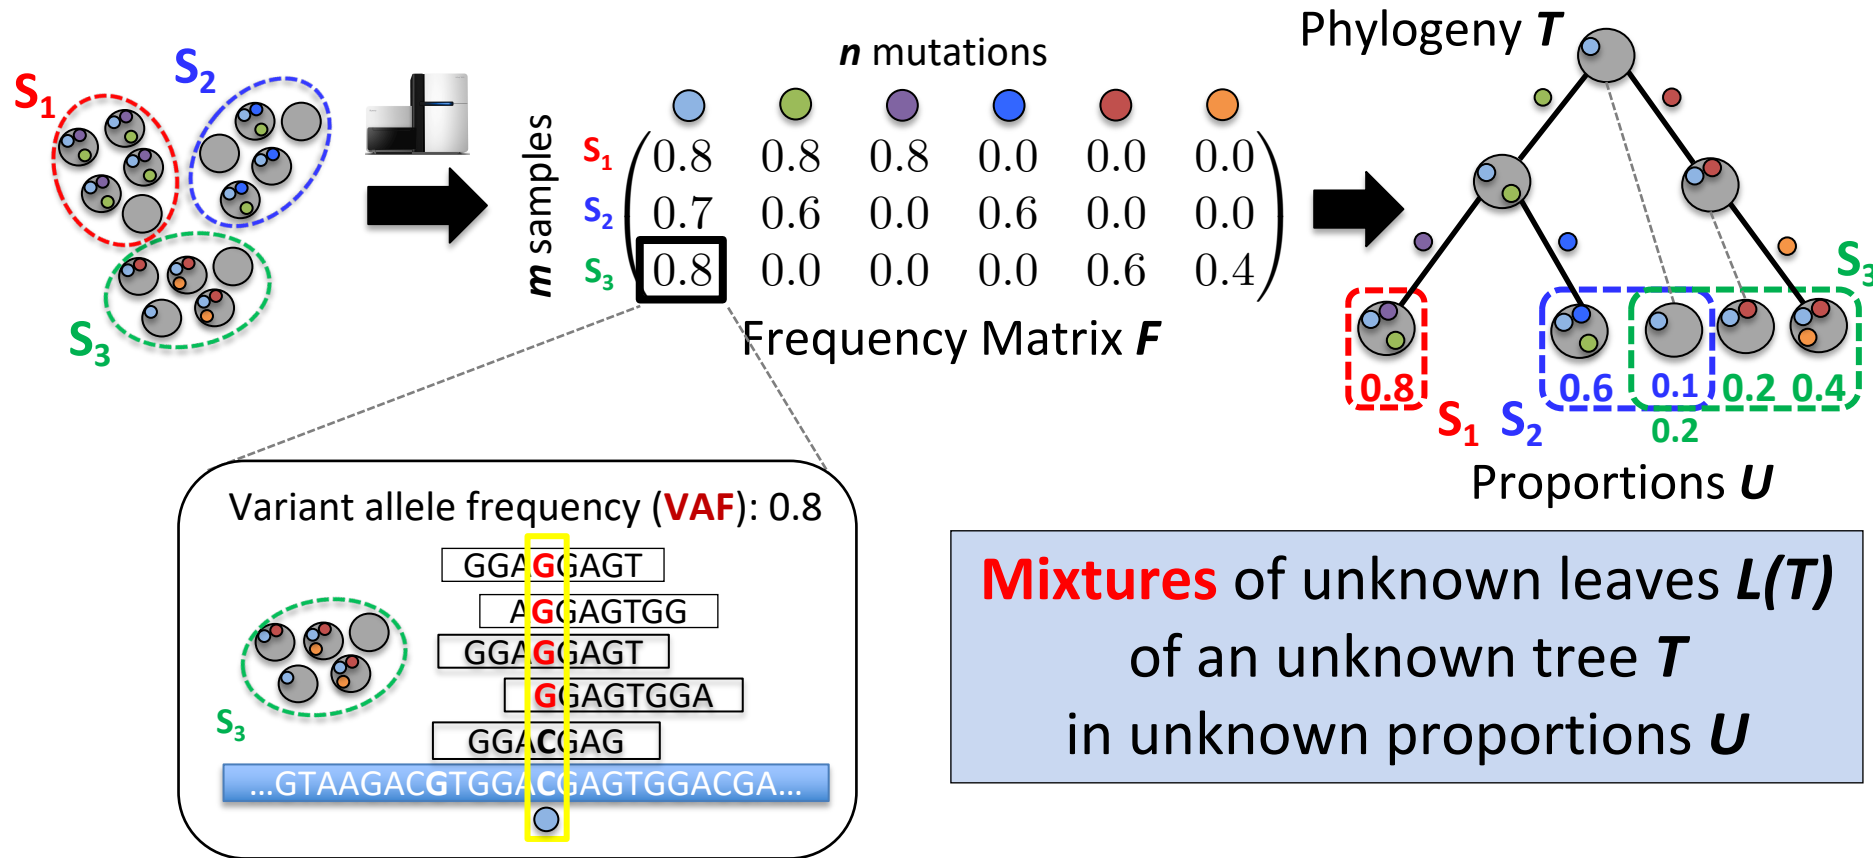 S1
S2
S3
n mutations
m samples
S1 0.8 0.8 0.8 0.0 0.0 0.0
S2 0.7 0.6 0.0 0.6 0.0 0.0
S3 0.8 0.0 0.0 0.0 0.6 0.4
Frequency Matrix F
Phylogeny T
S3
0.8 0.6 0.1 0.2 0.4
S1 S2 0.2
Proportions U
Variant allele frequency (VAF): 0.8
GGAGGAGT
AGGAGTGG
GGAGGAGT
GGAGTGGA
GGACGAG
S3
...GTAAGACGTGGACGAGTGGACGA...
Mixtures of unknown leaves L(T)
of an unknown tree T
in unknown proportions U